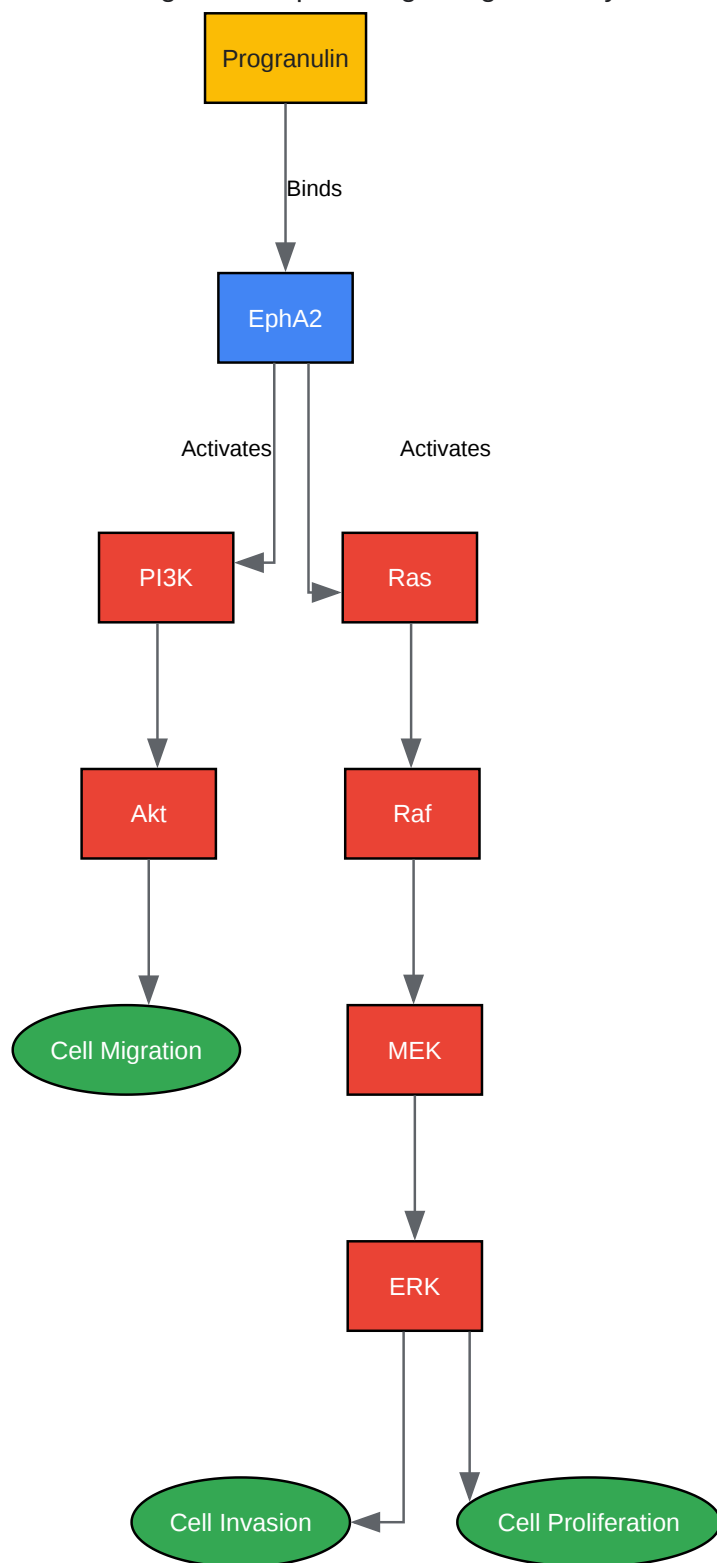 Progranulin
Binds
EphA2
Activates
Activates
PI3K
Ras
Akt
Raf
Cell Migration
MEK
ERK
Cell Invasion
Cell Proliferation